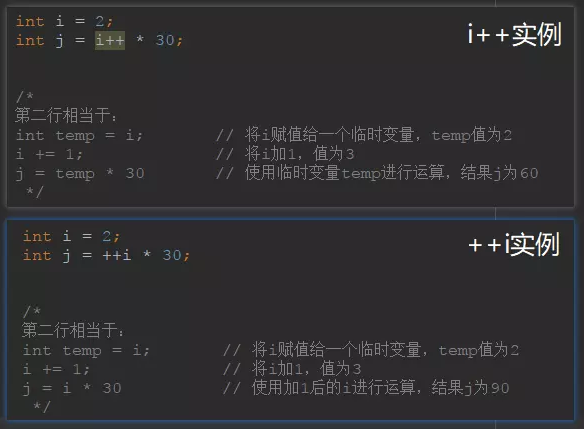 int i = 2;
i++实例
int j = i++ * 30;
/*
第二行相当于：
int temp = i; // 将i赋值给一个临时变量，temp值为2
i += 1; // 将i加1，值为3
j = temp * 30 // 使用临时变量temp进行运算，结果j为60
*/
int i = 2;
++i实例
int j = ++i * 30;
/*
第二行相当于：
int temp = i; // 将i赋值给一个临时变量，temp值为2
i += 1; // 将i加1，值为3
j = i * 30 // 使用加1后的i进行运算，结果j为90
*/